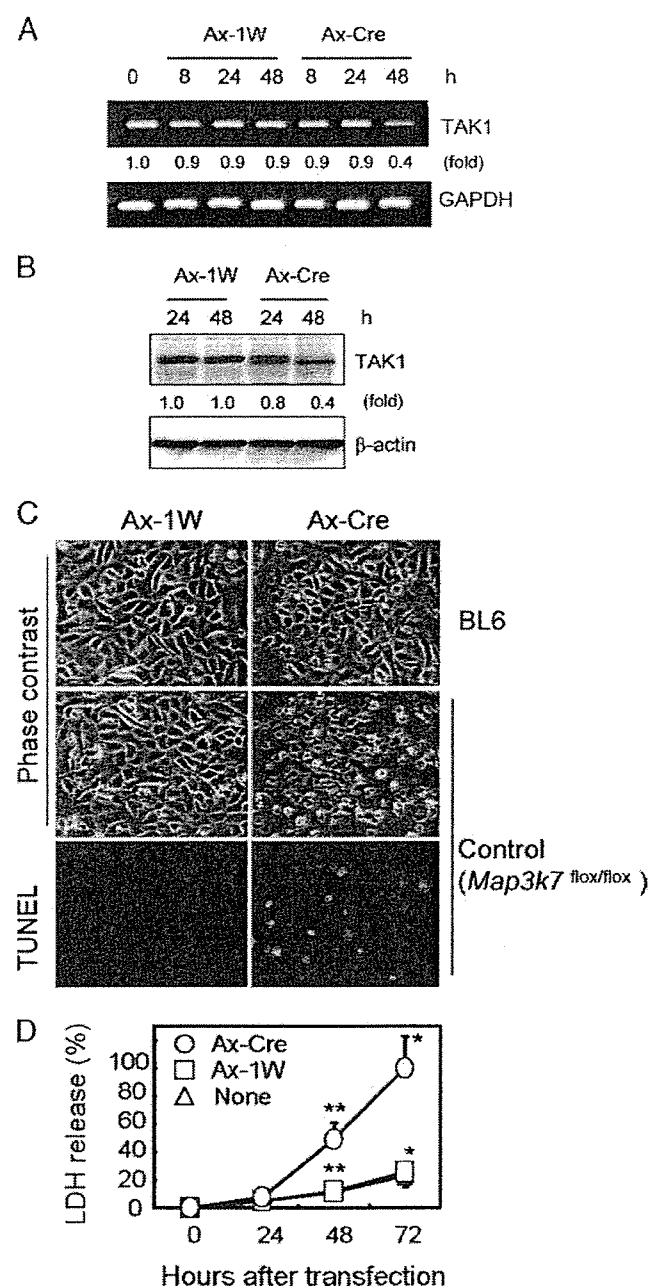 A
Ax-1W Ax-Cre
0 8 24 48 8 24 48 h
TAK1
1.0 0.9 0.9 0.9 0.9 0.9 0.4 (fold)
GAPDH
B
Ax-1W Ax-Cre
24 48 24 48 h
TAK1
1.0 1.0 0.8 0.4 (fold)
β-actin
C
Ax-1W Ax-Cre
Phase contrast
BL6
Control
(Map3k7 flox/flox )
TUNEL
D
LDH release (%)
100
80
60
40
20
0
Ax-Cre
Ax-1W
None
*
**
**
*
0 24 48 72
Hours after transfection